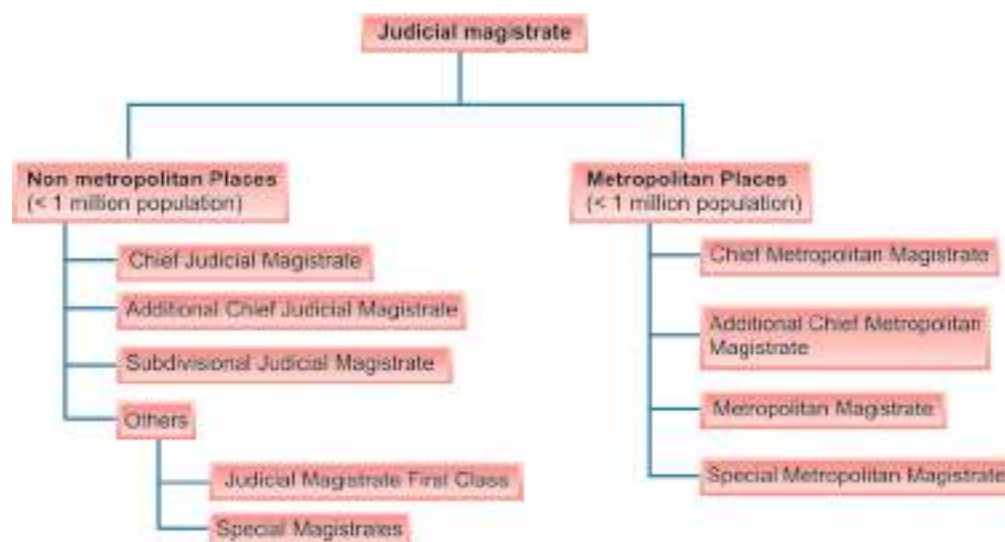 Judicial magistrate
Non metropolitan Places
(< 1 million population)
Chief Judicial Magistrate
Additional Chief Judicial Magistrate
Subdivisional Judicial Magistrate
Others
Judicial Magistrate First Class
Special Magistrates
Metropolitan Places
(< 1 million population)
Chief Metropolitan Magistrate
Additional Chief Metropolitan
Magistrate
Metropolitan Magistrate
Special Metropolitan Magistrate